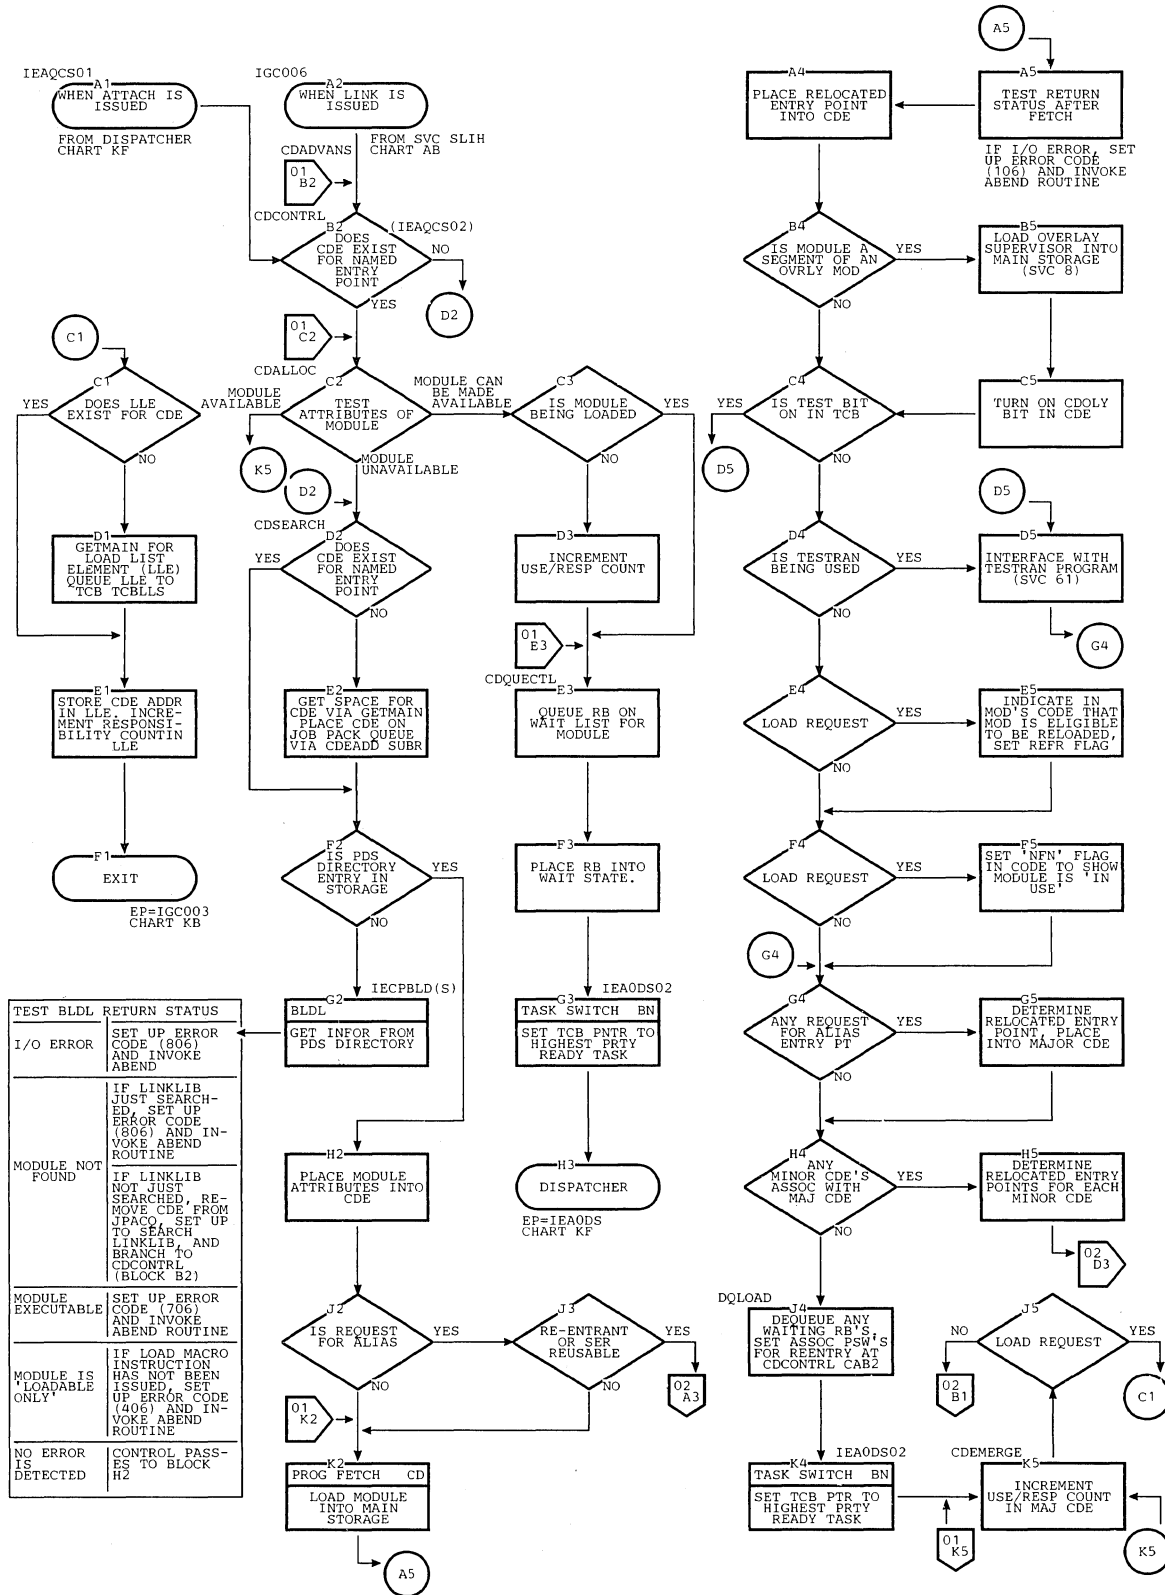 IEAQCS01
A1
WHEN ATTACH IS
ISSUED
FROM DISPATCHER
CHART KF
IGC006
A2
WHEN LINK IS
ISSUED
FROM SVC SLIH
CHART AB
CDADVANS
01
B2
CDCONTRL
B2
(IEAQCS02)
DOES
CDE EXIST
FOR NAMED
ENTRY
POINT
NO
D2
YES
01
C2
C1
C1
DOES LLE
EXIST FOR CDE
YES
NO
CDALLOC
C2
TEST
ATTRIBUTES OF
MODULE
MODULE
AVAILABLE
K5
MODULE CAN
BE MADE
AVAILABLE
MODULE
UNAVAILABLE
C3
IS MODULE
BEING LOADED
YES
NO
D2
D1
GETMAIN FOR
LOAD LIST
ELEMENT (LLE)
QUEUE LLE TO
TCB TCBLLS
CDSEARCH
D2
DOES
CDE EXIST
FOR NAMED
ENTRY
POINT
YES
NO
D3
INCREMENT
USE/RESP COUNT
01
E3
E1
STORE CDE ADDR
IN LLE. INCRE-
MENT RESPONSI-
BILITY COUNTIN
LLE
E2
GET SPACE FOR
CDE VIA GETMAIN
PLACE CDE ON
JOB PACK QUEUE
VIA CDEADD SUBR
CDQUECTL
E3
QUEUE RB ON
WAIT LIST FOR
MODULE
F1
EXIT
EP=IGC003
CHART KB
F2
IS PDS
DIRECTORY
ENTRY IN
STORAGE
YES
NO
F3
PLACE RB INTO
WAIT STATE.
IECPBLD(S)
G2
BLDL
GET INFOR FROM
PDS DIRECTORY
IEA0DS02
G3
TASK SWITCH BN
SET TCB PNTR TO
HIGHEST PRTY
READY TASK
TEST BLDL RETURN STATUS
I/O ERROR
SET UP ERROR
CODE (806)
AND INVOKE
ABEND
MODULE NOT
FOUND
IF LINKLIB
JUST SEARCH-
ED, SET UP
ERROR CODE
(806) AND IN-
VOKE ABEND
ROUTINE
IF LINKLIB
NOT JUST
SEARCHED, RE-
MOVE CDE FROM
JPACQ, SET UP
TO SEARCH
LINKLIB, AND
BRANCH TO
CDCONTRL
(BLOCK B2)
MODULE
EXECUTABLE
SET UP ERROR
CODE (706)
AND INVOKE
ABEND ROUTINE
MODULE IS
'LOADABLE
ONLY'
IF LOAD MACRO
INSTRUCTION
HAS NOT BEEN
ISSUED, SET
UP ERROR CODE
(406) AND IN-
VOKE ABEND
ROUTINE
NO ERROR
IS
DETECTED
CONTROL PASS-
ES TO BLOCK
H2
H2
PLACE MODULE
ATTRIBUTES INTO
CDE
H3
DISPATCHER
EP=IEA0DS
CHART KF
J2
IS REQUEST
FOR ALIAS
YES
NO
J3
RE-ENTRANT
OR SER
REUSABLE
YES
NO
02
A3
01
K2
K2
PROG FETCH CD
LOAD MODULE
INTO MAIN
STORAGE
A5
A5
A4
PLACE RELOCATED
ENTRY POINT
INTO CDE
A5
TEST RETURN
STATUS AFTER
FETCH
IF I/O ERROR, SET
UP ERROR CODE
(106) AND INVOKE
ABEND ROUTINE
B4
IS MODULE A
SEGMENT OF AN
OVRLY MOD
YES
NO
B5
LOAD OVERLAY
SUPERVISOR INTO
MAIN STORAGE
(SVC 8)
C4
IS TEST BIT
ON IN TCB
YES
NO
D5
C5
TURN ON CDOLY
BIT IN CDE
D5
D4
IS TESTRAN
BEING USED
YES
NO
D5
INTERFACE WITH
TESTRAN PROGRAM
(SVC 61)
G4
E4
LOAD REQUEST
YES
NO
E5
INDICATE IN
MOD'S CODE THAT
MOD IS ELIGIBLE
TO BE RELOADED,
SET REFR FLAG
F4
LOAD REQUEST
YES
NO
F5
SET 'NFN' FLAG
IN CODE TO SHOW
MODULE IS 'IN
USE'
G4
G4
ANY REQUEST
FOR ALIAS
ENTRY PT
YES
NO
G5
DETERMINE
RELOCATED ENTRY
POINT, PLACE
INTO MAJOR CDE
H4
ANY
MINOR CDE'S
ASSOC WITH
MAJ CDE
YES
NO
H5
DETERMINE
RELOCATED ENTRY
POINTS FOR EACH
MINOR CDE
02
D3
DQLOAD
J4
DEQUEUE ANY
WAITING RB'S,
SET ASSOC PSW'S
FOR REENTRY AT
CDCONTRL CAB2
J5
LOAD REQUEST
NO
YES
02
B1
C1
IEA0DS02
K4
TASK SWITCH BN
SET TCB PTR TO
HIGHEST PRTY
READY TASK
CDEMERGE
K5
INCREMENT
USE/RESP COUNT
IN MAJ CDE
01
K5
K5